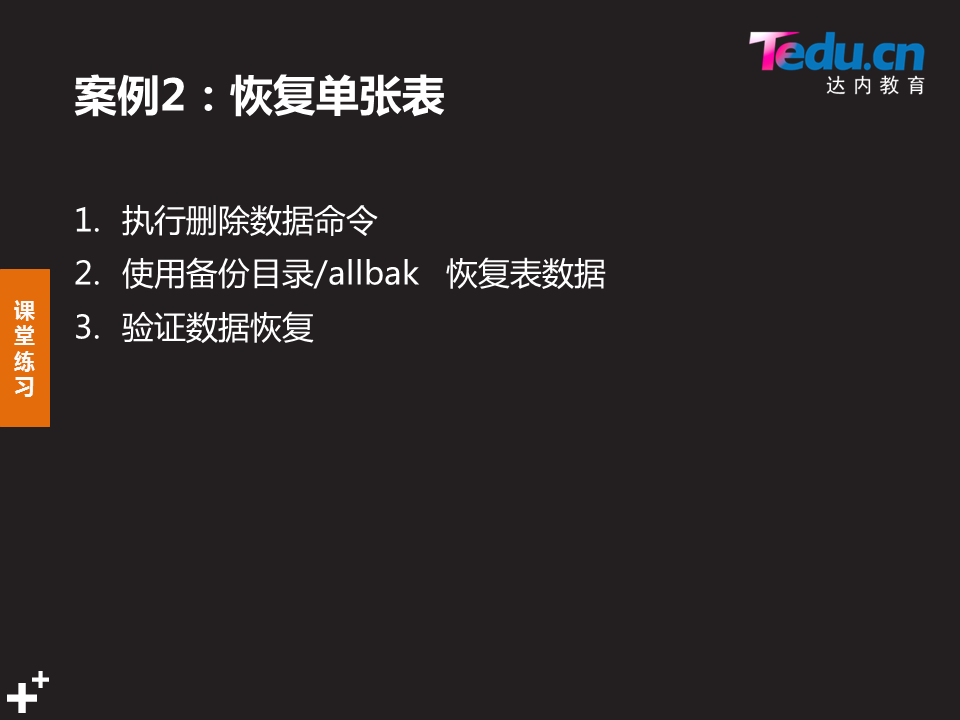 Tedu.cn
达内教育
案例2：恢复单张表
1. 执行删除数据命令
2. 使用备份目录/allbak 恢复表数据
3. 验证数据恢复
课
堂
练
习